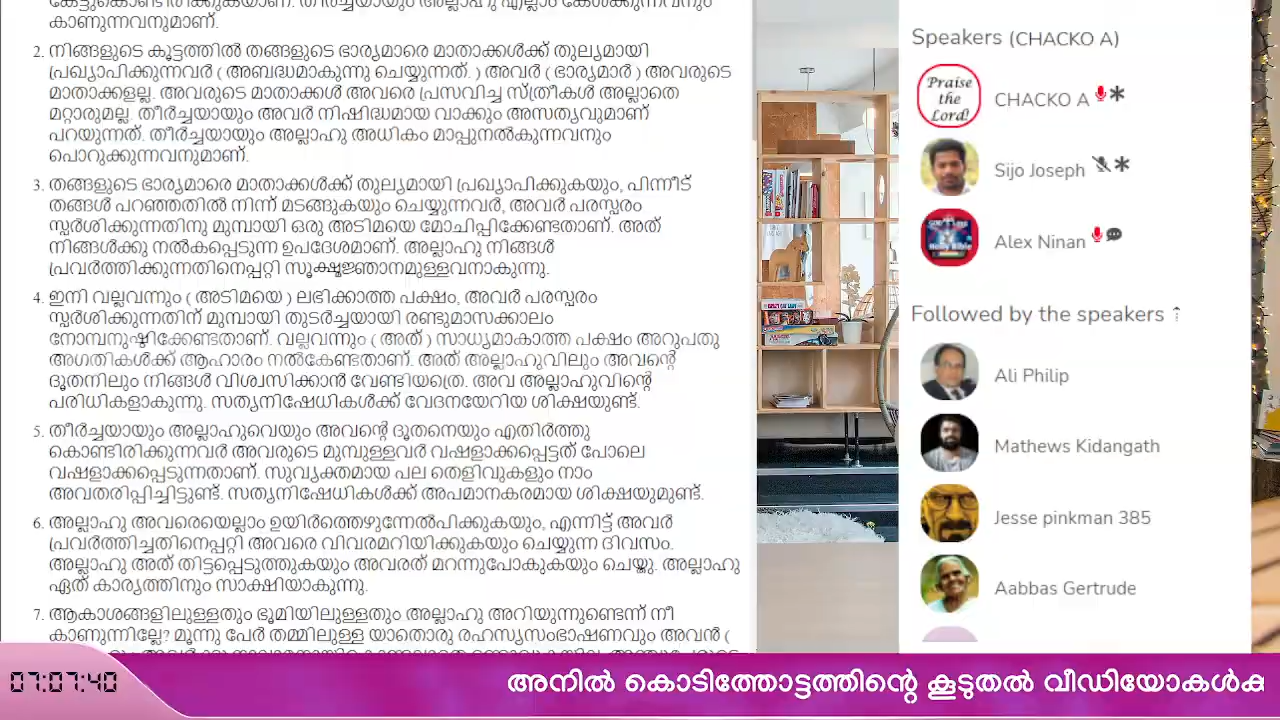 കേട്ടുകൊണ്ടിരിക്കുകയാണ്. തീർച്ചയായും അല്ലാഹു എല്ലാം കേൾക്കുന്നവനും
കാണുന്നവനുമാണ്.
2. നിങ്ങളുടെ കൂട്ടത്തിൽ തങ്ങളുടെ ഭാര്യമാരെ മാതാക്കൾക്ക് തുല്യമായി
പ്രഖ്യാപിക്കുന്നവർ ( അബദ്ധമാകുന്നു ചെയ്യുന്നത്. ) അവർ ( ഭാര്യമാർ ) അവരുടെ
മാതാക്കളല്ല. അവരുടെ മാതാക്കൾ അവരെ പ്രസവിച്ച സ്ത്രീകൾ അല്ലാതെ
മറ്റാരുമല്ല. തീർച്ചയായും അവർ നിഷിദ്ധമായ വാക്കും അസത്യവുമാണ്
പറയുന്നത്. തീർച്ചയായും അല്ലാഹു അധികം മാപ്പുനൽകുന്നവനും
പൊറുക്കുന്നവനുമാണ്.
3. തങ്ങളുടെ ഭാര്യമാരെ മാതാക്കൾക്ക് തുല്യമായി പ്രഖ്യാപിക്കുകയും, പിന്നീട്
തങ്ങൾ പറഞ്ഞതിൽ നിന്ന് മടങ്ങുകയും ചെയ്യുന്നവർ, അവർ പരസ്പരം
സ്പർശിക്കുന്നതിനു മുമ്പായി ഒരു അടിമയെ മോചിപ്പിക്കേണ്ടതാണ്. അത്
നിങ്ങൾക്കു നൽകപ്പെടുന്ന ഉപദേശമാണ്. അല്ലാഹു നിങ്ങൾ
പ്രവർത്തിക്കുന്നതിനെപ്പറ്റി സൂക്ഷ്മജ്ഞാനമുള്ളവനാകുന്നു.
4. ഇനി വല്ലവന്നും ( അടിമയെ ) ലഭിക്കാത്ത പക്ഷം, അവർ പരസ്പരം
സ്പർശിക്കുന്നതിന് മുമ്പായി തുടർച്ചയായി രണ്ടുമാസക്കാലം
നോമ്പനുഷ്ഠിക്കേണ്ടതാണ്. വല്ലവന്നും ( അത് ) സാധ്യമാകാത്ത പക്ഷം അറുപതു
അഗതികൾക്ക് ആഹാരം നൽകേണ്ടതാണ്. അത് അല്ലാഹുവിലും അവന്റെ
ദൂതനിലും നിങ്ങൾ വിശ്വസിക്കാൻ വേണ്ടിയത്രെ. അവ അല്ലാഹുവിന്റെ
പരിധികളാകുന്നു. സത്യനിഷേധികൾക്ക് വേദനയേറിയ ശിക്ഷയുണ്ട്.
5. തീർച്ചയായും അല്ലാഹുവെയും അവന്റെ ദൂതനെയും എതിർത്തു
കൊണ്ടിരിക്കുന്നവർ അവരുടെ മുമ്പുള്ളവർ വഷളാക്കപ്പെട്ടത് പോലെ
വഷളാക്കപ്പെടുന്നതാണ്. സുവ്യക്തമായ പല തെളിവുകളും നാം
അവതരിപ്പിച്ചിട്ടുണ്ട്. സത്യനിഷേധികൾക്ക് അപമാനകരമായ ശിക്ഷയുമുണ്ട്.
6. അല്ലാഹു അവരെയെല്ലാം ഉയിർത്തെഴുന്നേൽപിക്കുകയും, എന്നിട്ട് അവർ
പ്രവർത്തിച്ചതിനെപ്പറ്റി അവരെ വിവരമറിയിക്കുകയും ചെയ്യുന്ന ദിവസം.
അല്ലാഹു അത് തിട്ടപ്പെടുത്തുകയും അവരത് മറന്നുപോകുകയും ചെയ്തു. അല്ലാഹു
ഏത് കാര്യത്തിനും സാക്ഷിയാകുന്നു.
7. ആകാശങ്ങളിലുള്ളതും ഭൂമിയിലുള്ളതും അല്ലാഹു അറിയുന്നുണ്ടെന്ന് നീ
കാണുന്നില്ലേ? മൂന്നു പേർ തമ്മിലുള്ള യാതൊരു രഹസ്യസംഭാഷണവും അവൻ (
Speakers (CHACKO A)
Praise
the
Lord!
CHACKO A
Sijo Joseph
Alex Ninan
Holy Bible
Followed by the speakers
Ali Philip
Mathews Kidangath
Jesse pinkman 385
Aabbas Gertrude
07:07:40
അനിൽ കൊടിത്തോട്ടത്തിന്റെ കൂടുതൽ വീഡിയോകൾക